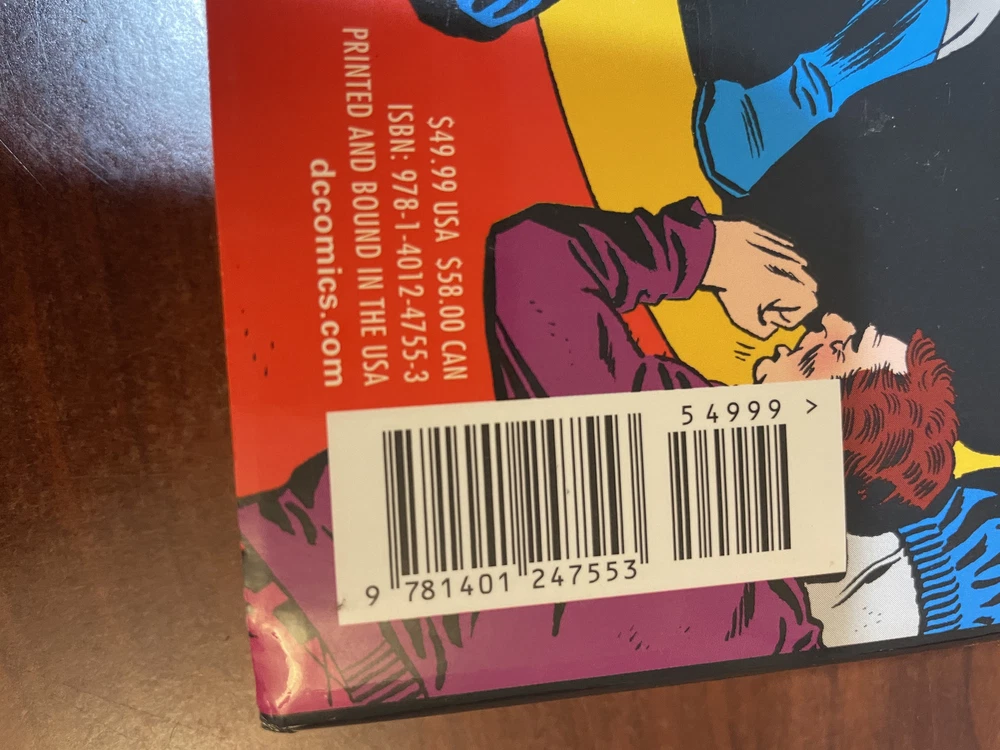 $49.99 USA $58.00 CAN
ISBN: 978-1-4012-4755-3
PRINTED AND BOUND IN THE USA
dccomics.com
54999 >
9 781401 247553